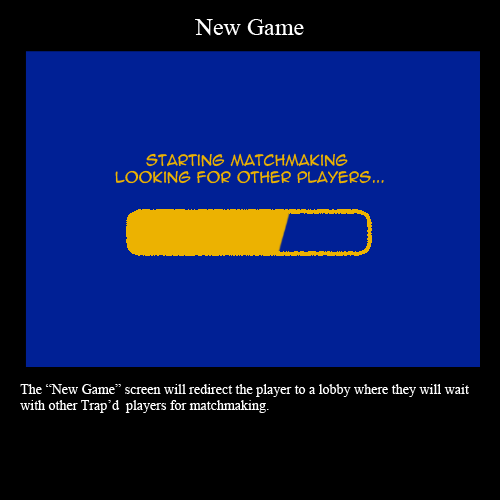 New Game
STARTING MATCHMAKING
LOOKING FOR OTHER PLAYERS...
The “New Game” screen will redirect the player to a lobby where they will wait
with other Trap’d  players for matchmaking.